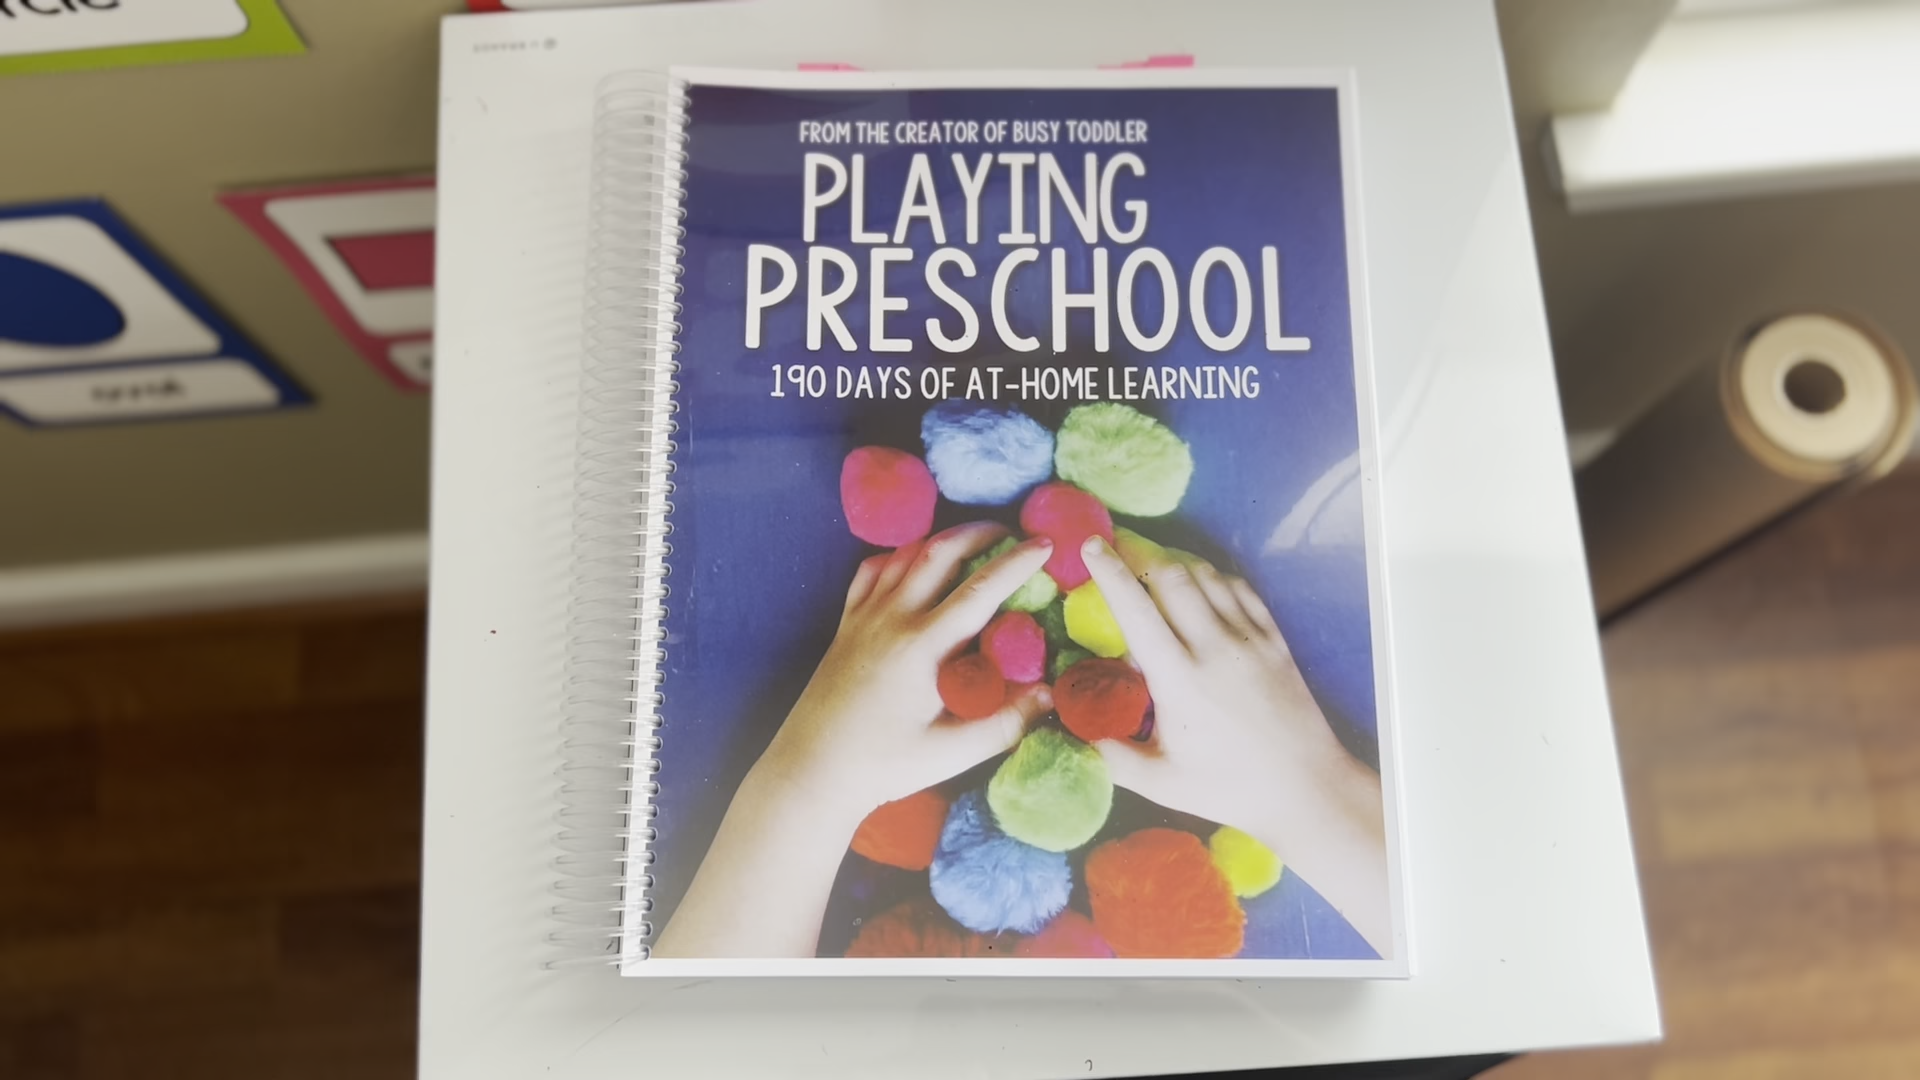 FROM THE CREATOR OF BUSY TODDLER
PLAYING
PRESCHOOL
190 DAYS OF AT-HOME LEARNING